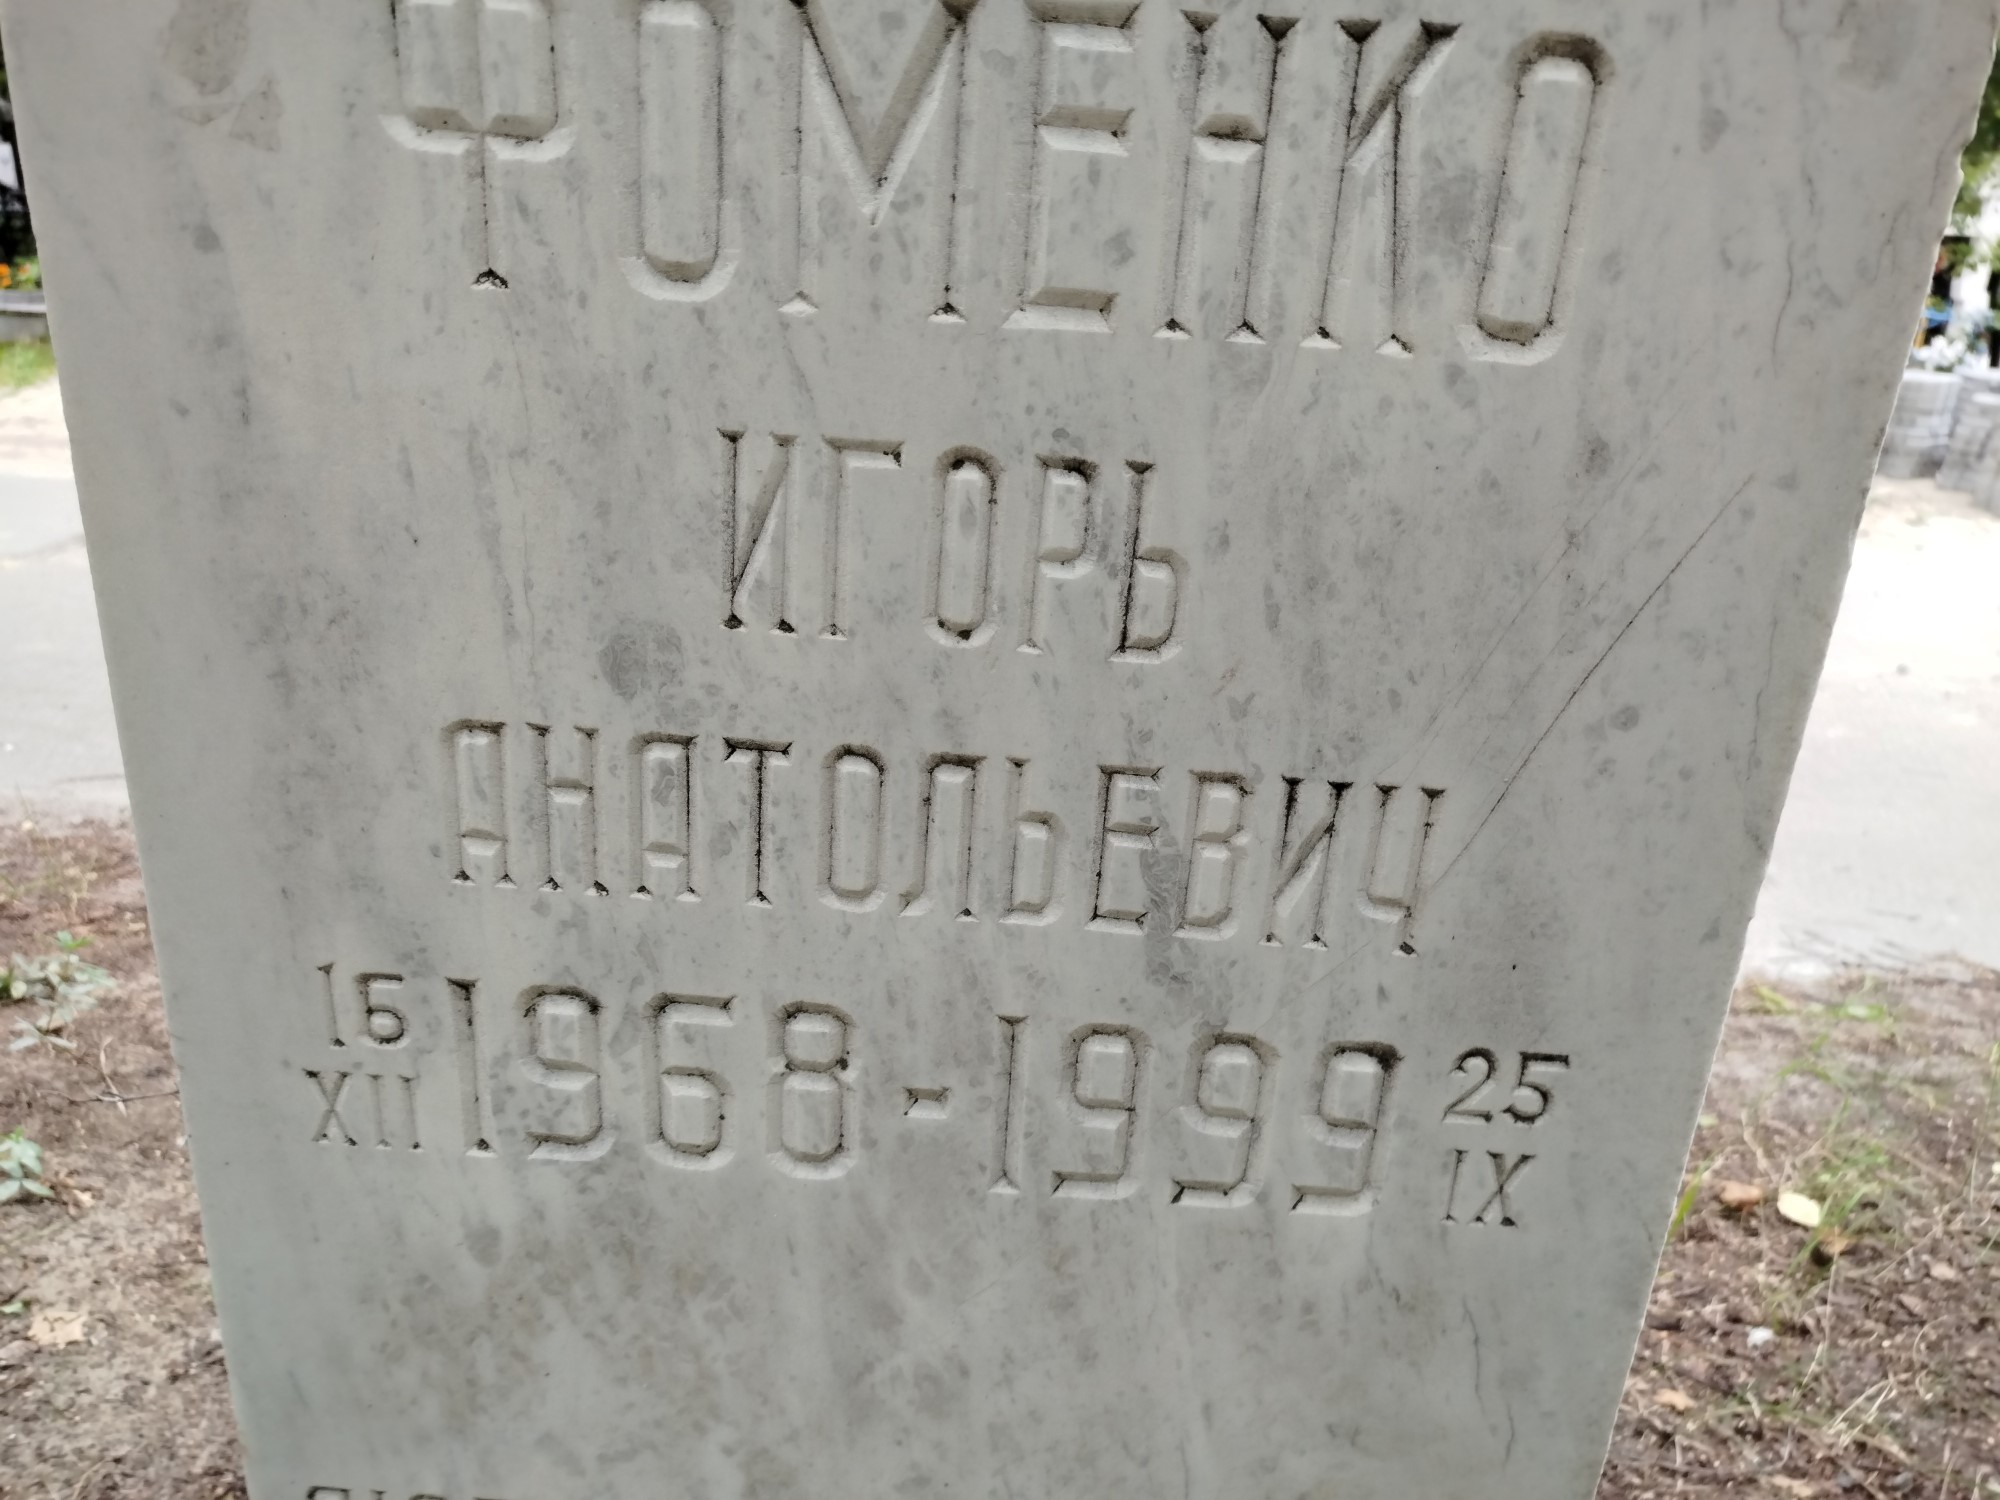 ФОМЕНКО
ИГОРЬ
АНАТОЛЬЕВИЧ
16 1968 - 1999 25
XII IX